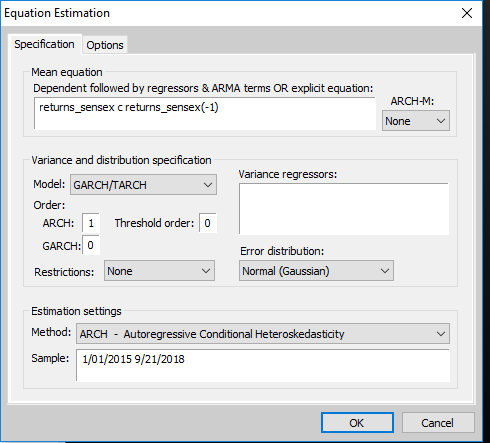 Equation Estimation
Specification Options
Mean equation
Dependent followed by regressors & ARMA terms OR explicit equation:
ARCH-M:
returns_sensex c returns_sensex(-1)
None
Variance and distribution specification
Model: GARCH/TARCH
Variance regressors:
Order:
ARCH: 1 Threshold order: 0
GARCH: 0
Error distribution:
Restrictions: None
Normal (Gaussian)
Estimation settings
Method: ARCH - Autoregressive Conditional Heteroskedasticity
Sample: 1/01/2015 9/21/2018
OK Cancel